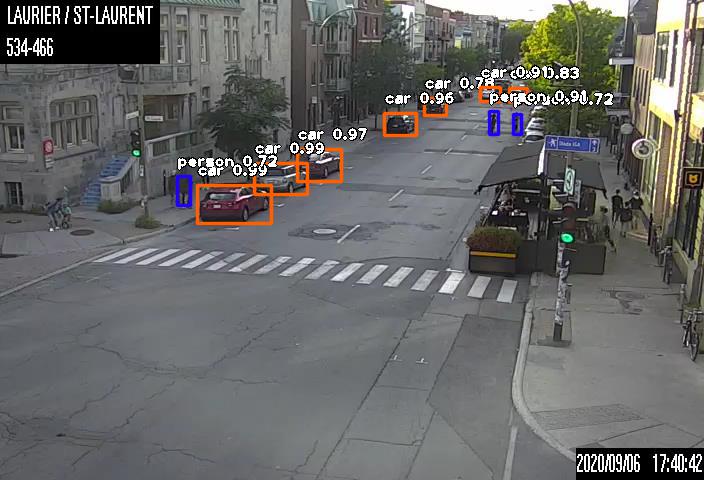 LAURIER / ST-LAURENT
534-466
car 0.83
car 0.91
car 0.78
car 0.96
person 0.91
0.72
car 0.97
car 0.99
person 0.72
car 0.99
2020/09/06 17:40:42